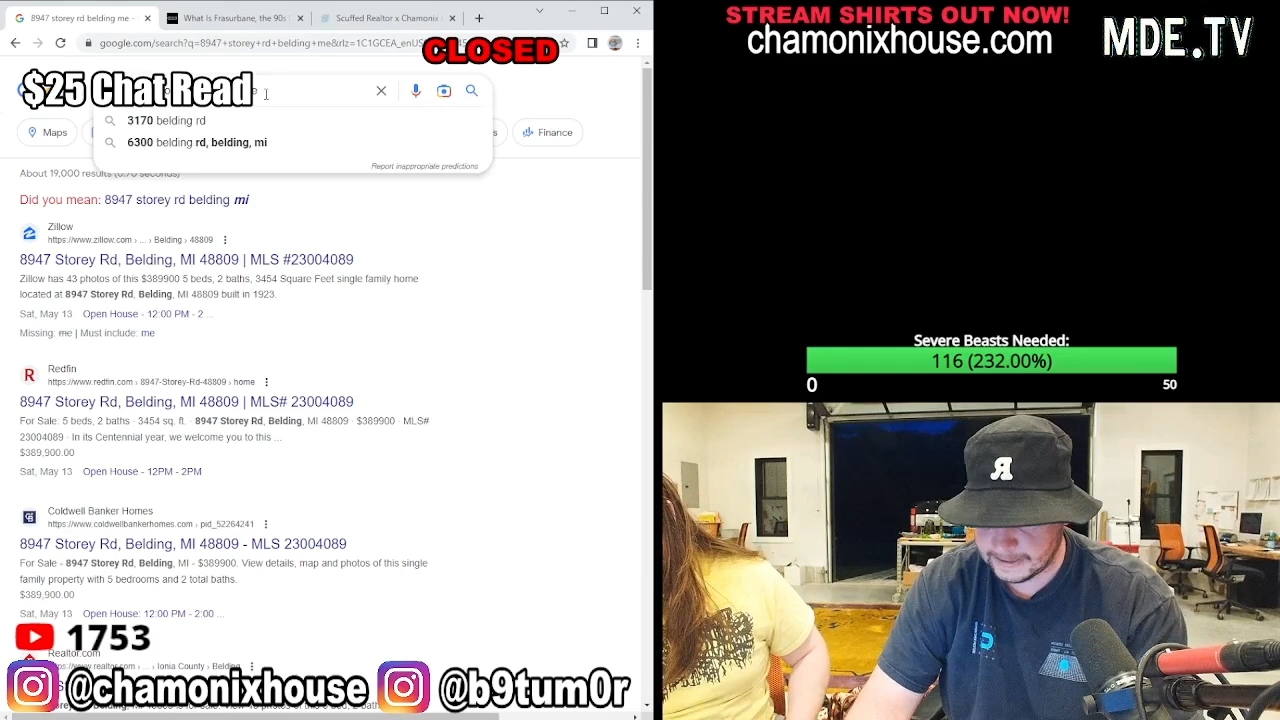 8947 storey rd belding me -
What Is Frasurbane, the 90s
Scuffed Realtor x Chamonix
google.com/search?q=8947+storey+rd+belding+me&rlz=1C1GCEA_enUS
CLOSED
$25 Chat Read
3170 belding rd
6300 belding rd, belding, mi
Report inappropriate predictions
Maps
Finance
About 19,000 results (0.70 seconds)
Did you mean: 8947 storey rd belding mi
Zillow
https://www.zillow.com › ... › Belding › 48809
8947 Storey Rd, Belding, MI 48809 | MLS #23004089
Zillow has 43 photos of this $389900 5 beds, 2 baths, 3454 Square Feet single family home
located at 8947 Storey Rd, Belding, MI 48809 built in 1923.
Sat, May 13 Open House - 12:00 PM - 2 ...
Missing: me | Must include: me
Redfin
https://www.redfin.com › 8947-Storey-Rd-48809 › home
8947 Storey Rd, Belding, MI 48809 | MLS# 23004089
For Sale: 5 beds, 2 baths · 3454 sq. ft. · 8947 Storey Rd, Belding, MI 48809 · $389900 · MLS#
23004089 · In its Centennial year, we welcome you to this ...
$389,900.00
Sat, May 13 Open House - 12PM - 2PM
Coldwell Banker Homes
https://www.coldwellbankerhomes.com › pid_52264241
8947 Storey Rd, Belding, MI 48809 - MLS 23004089
For Sale - 8947 Storey Rd, Belding, MI - $389900. View details, map and photos of this single
family property with 5 bedrooms and 2 total baths.
$389,900.00
Sat, May 13 Open House: 12:00 PM - 2:00 ...
1753
Realtor.com
https://www.realtor.com › ... › Ionia County › Belding
@chamonixhouse @b9tum0r
STREAM SHIRTS OUT NOW!
chamonixhouse.com
MDE.TV
Severe Beasts Needed:
116 (232.00%)
0 50